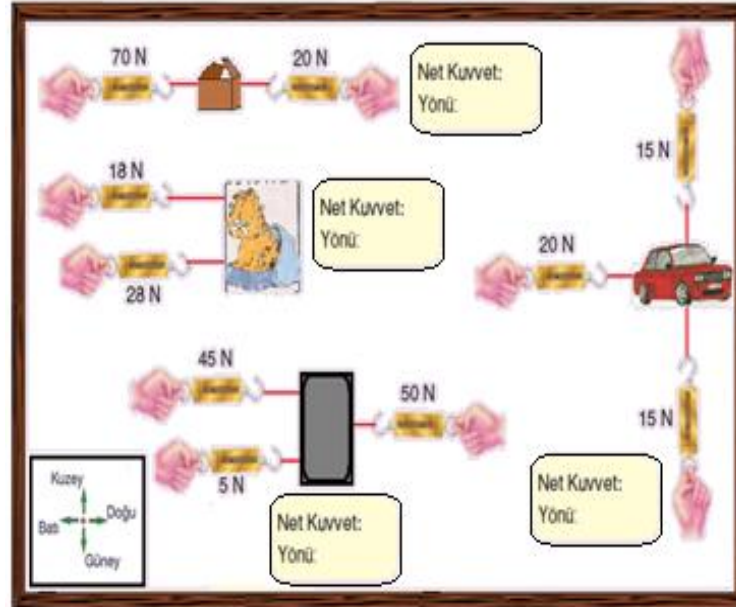 70 N
20 N
Net Kuvvet:
Yönü:
15 N
18 N
Net Kuvvet:
Yönü:
28 N
20 N
45 N
50 N
5 N
15 N
Net Kuvvet:
Yönü:
Net Kuvvet:
Yönü:
Kuzey
Batı
Doğu
Güney